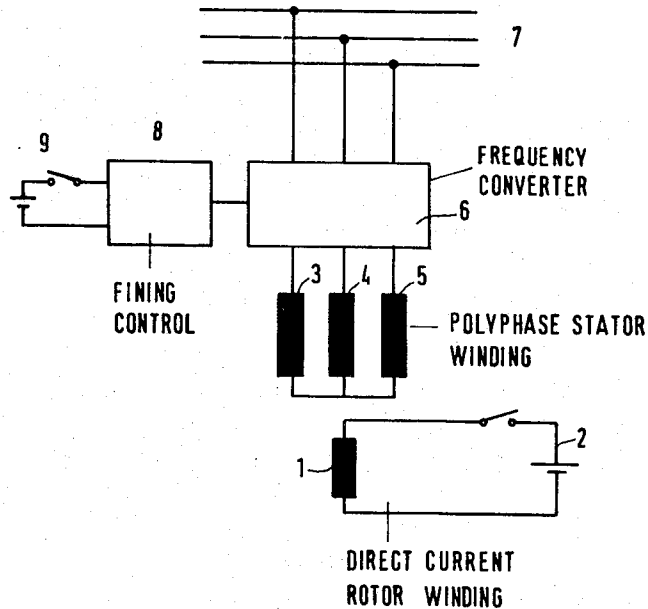 7
8
9
FREQUENCY
CONVERTER
6
3
4
5
FINING
CONTROL
POLYPHASE STATOR
WINDING
2
1
DIRECT CURRENT
ROTOR WINDING